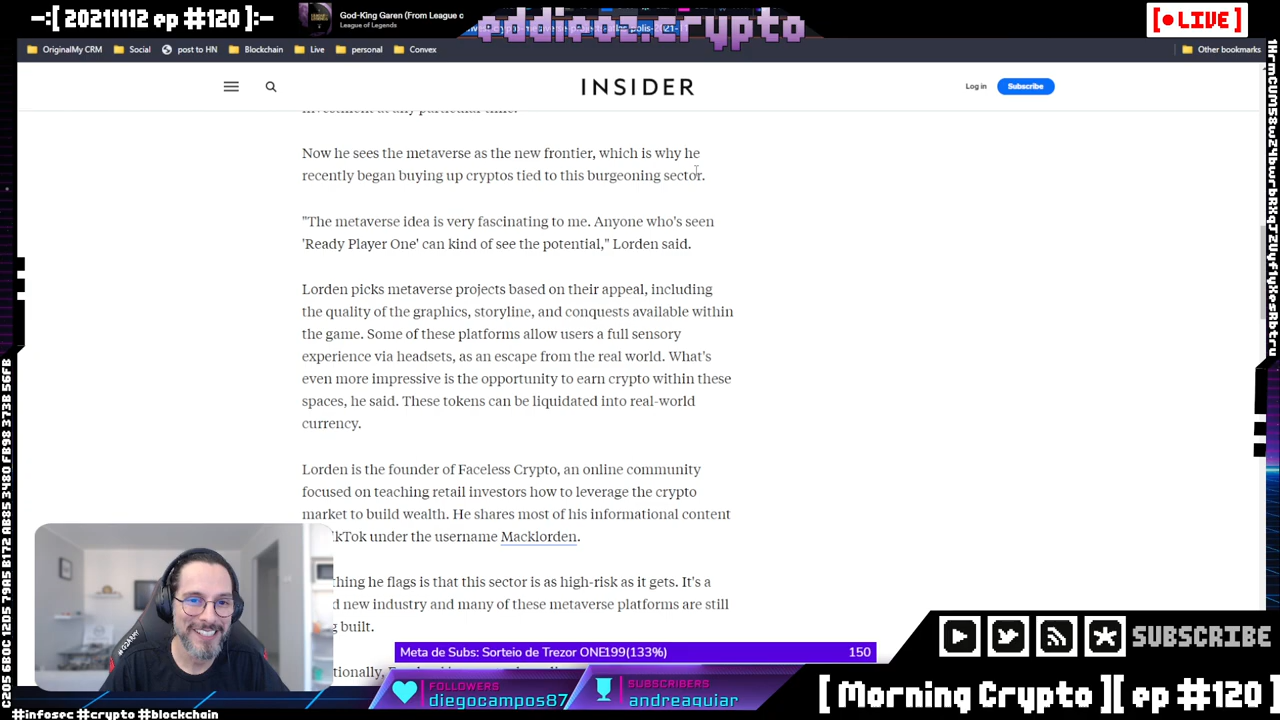 -:[ 20211112 ep #120 ]:-
God-King Garen (From League c
League of Legends
eddieoz.crypto
[ • LIVE ]
OriginalMy CRM
Social
post to HN
Blockchain
Live
personal
Convex
Other bookmarks
INSIDER
Log in
Subscribe
investment at any particular time.
Now he sees the metaverse as the new frontier, which is why he
recently began buying up cryptos tied to this burgeoning sector.
"The metaverse idea is very fascinating to me. Anyone who's seen
'Ready Player One' can kind of see the potential," Lorden said.
Lorden picks metaverse projects based on their appeal, including
the quality of the graphics, storyline, and conquests available within
the game. Some of these platforms allow users a full sensory
experience via headsets, as an escape from the real world. What's
even more impressive is the opportunity to earn crypto within these
spaces, he said. These tokens can be liquidated into real-world
currency.
Lorden is the founder of Faceless Crypto, an online community
focused on teaching retail investors how to leverage the crypto
market to build wealth. He shares most of his informational content
kTok under the username Macklorden.
thing he flags is that this sector is as high-risk as it gets. It's a
d new industry and many of these metaverse platforms are still
g built.
Meta de Subs: Sorteio de Trezor ONE199(133%)
150
SUBSCRIBE
FOLLOWERS
diegocampos87
SUBSCRIBERS
andreaquiar
[ Morning Crypto ][ ep #120 ]
#infosec #crypto #blockchain